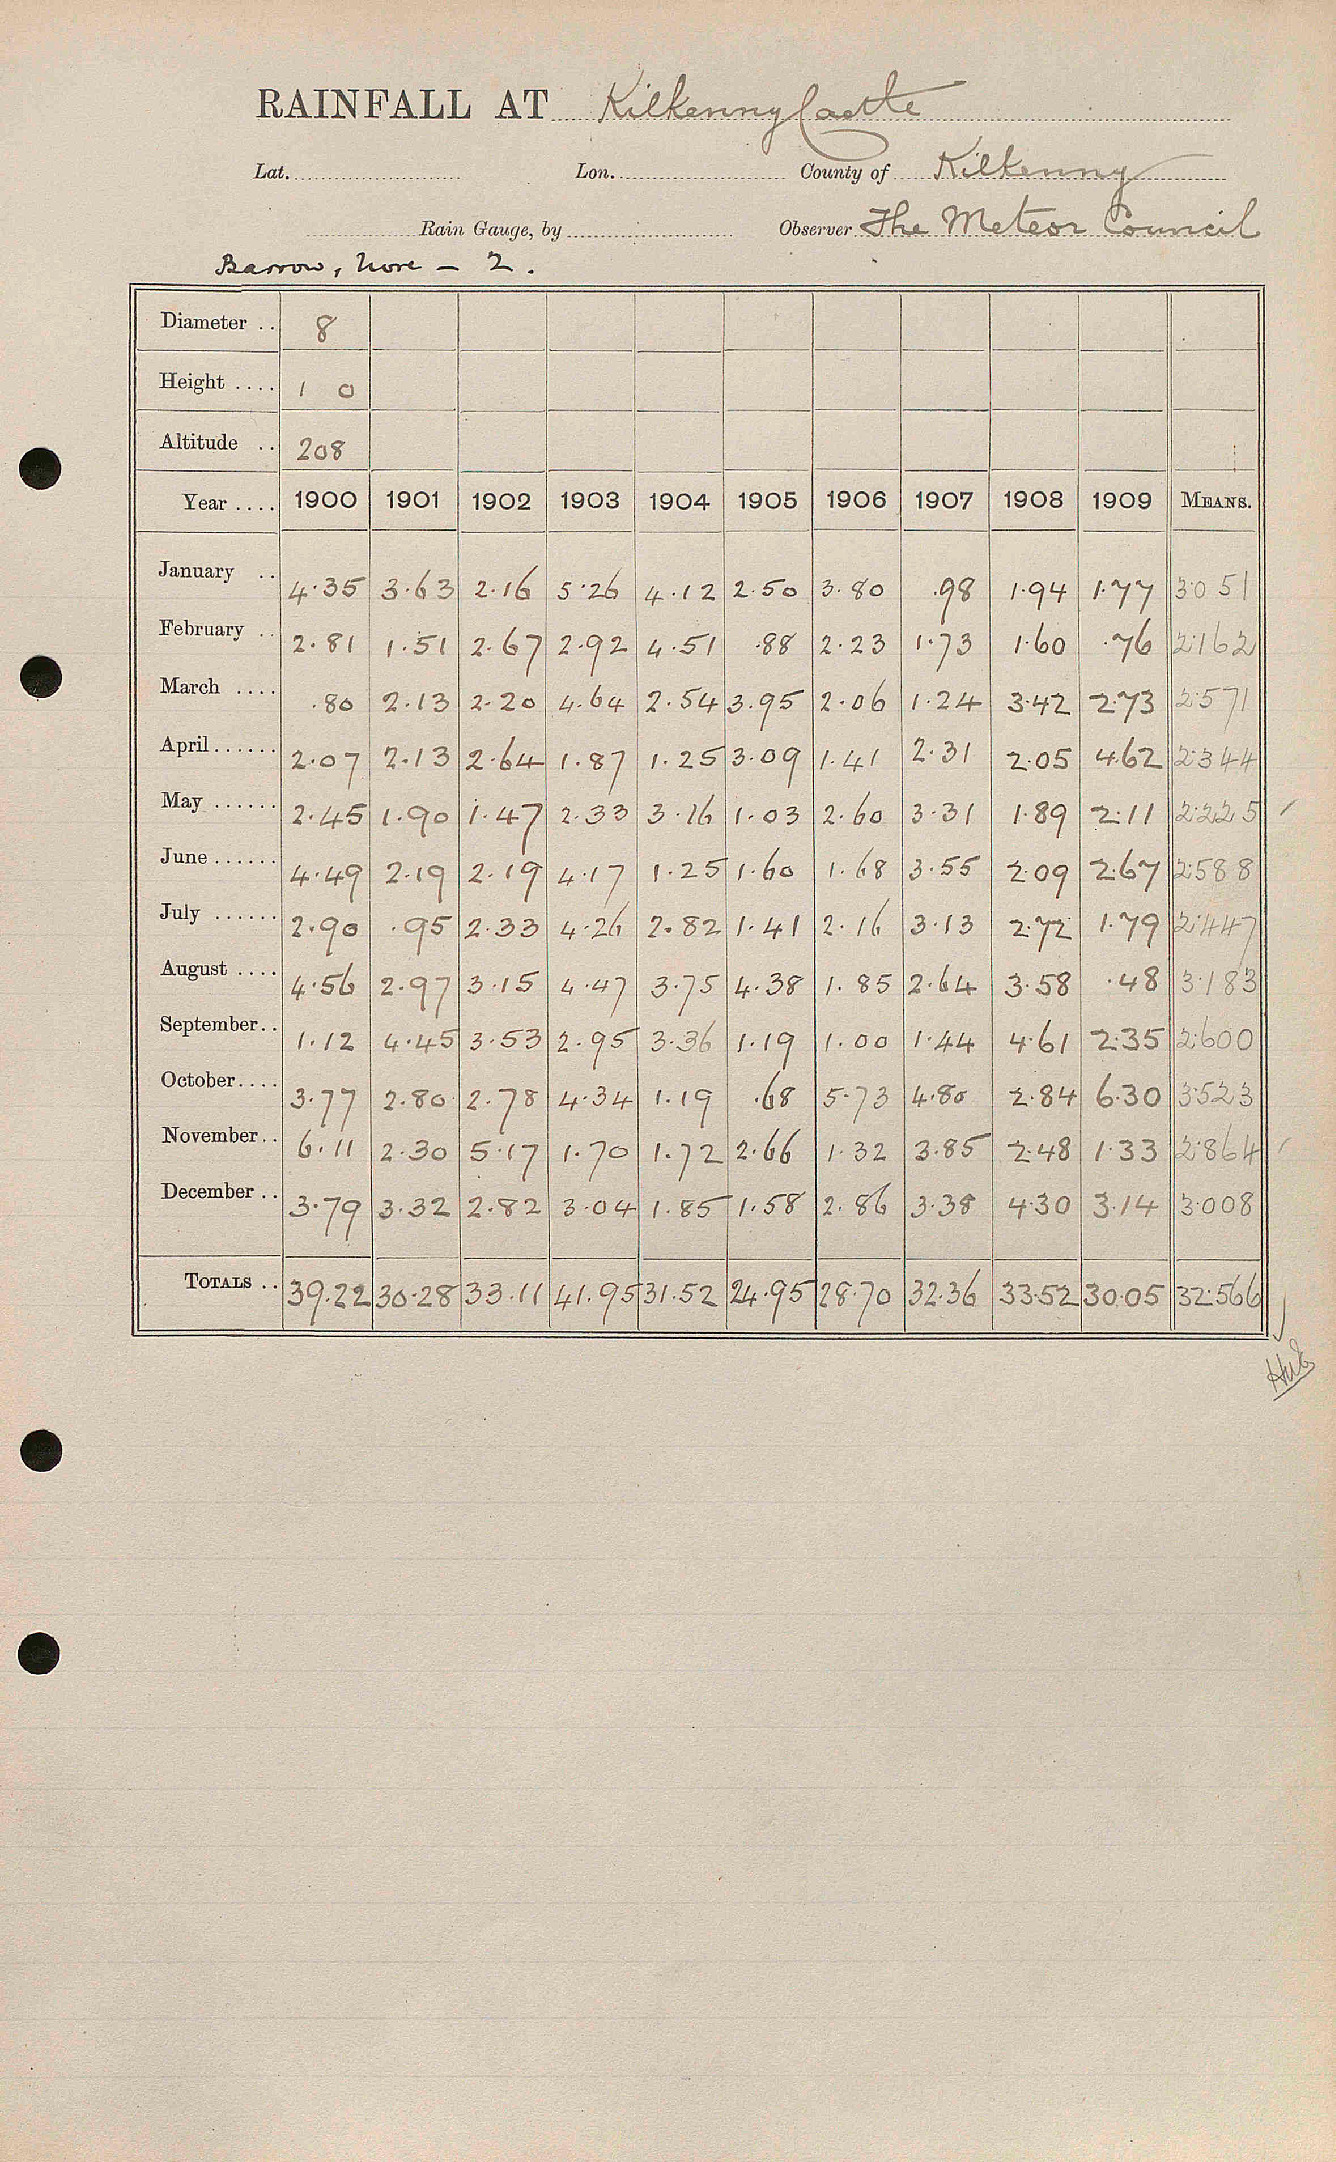 RAINFALL AT Kilkenny Castle
Lat. Lon. County of Kilkenny
Rain Gauge, by Observer The Meteor Council
Barrow, Nore - 2.
Diameter .. 8
Height .... 1 0
Altitude .. 208
Year .... 1900 1901 1902 1903 1904 1905 1906 1907 1908 1909 MEANS.
January .. 4.35 3.63 2.16 5.26 4.12 2.50 3.80 .98 1.94 1.77 3.051
February .. 2.81 1.51 2.67 2.92 4.51 .88 2.23 1.73 1.60 .76 2.162
March .... .80 2.13 2.20 4.64 2.54 3.95 2.06 1.24 3.42 2.73 2.571
April ...... 2.07 2.13 2.64 1.87 1.25 3.09 1.41 2.31 2.05 4.62 2.344
May ...... 2.45 1.90 1.47 2.33 3.16 1.03 2.60 3.31 1.89 2.11 2.225
June ...... 4.49 2.19 2.19 4.17 1.25 1.60 1.68 3.55 2.09 2.67 2.588
July ...... 2.90 .95 2.33 4.26 2.82 1.41 2.16 3.13 2.72 1.79 2.447
August .... 4.56 2.97 3.15 4.47 3.75 4.38 1.85 2.64 3.58 .48 3.183
September .. 1.12 4.45 3.53 2.95 3.36 1.19 1.00 1.44 4.61 2.35 2.600
October .... 3.77 2.80 2.78 4.34 1.19 .68 5.73 4.80 2.84 6.30 3.523
November .. 6.11 2.30 5.17 1.70 1.72 2.66 1.32 3.85 2.48 1.33 2.864
December .. 3.79 3.32 2.82 3.04 1.85 1.58 2.86 3.38 4.30 3.14 3.008
TOTALS .. 39.22 30.28 33.11 41.95 31.52 24.95 28.70 32.36 33.52 30.05 32.566